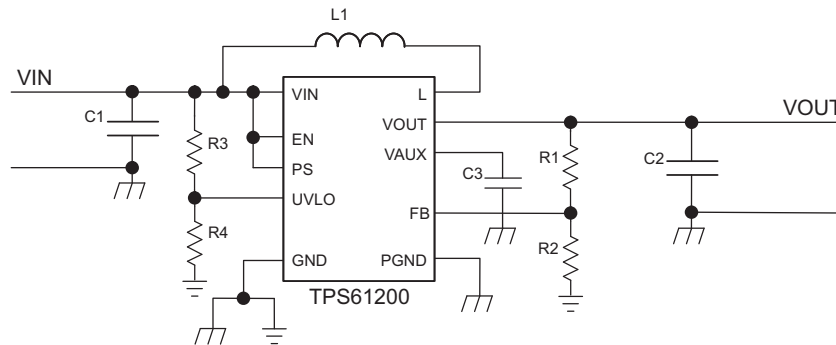 L1
VIN
VIN
L
C1
VOUT
VOUT
R3
EN
VAUX
R1
C2
PS
C3
UVLO
FB
R4
R2
GND
PGND
TPS61200